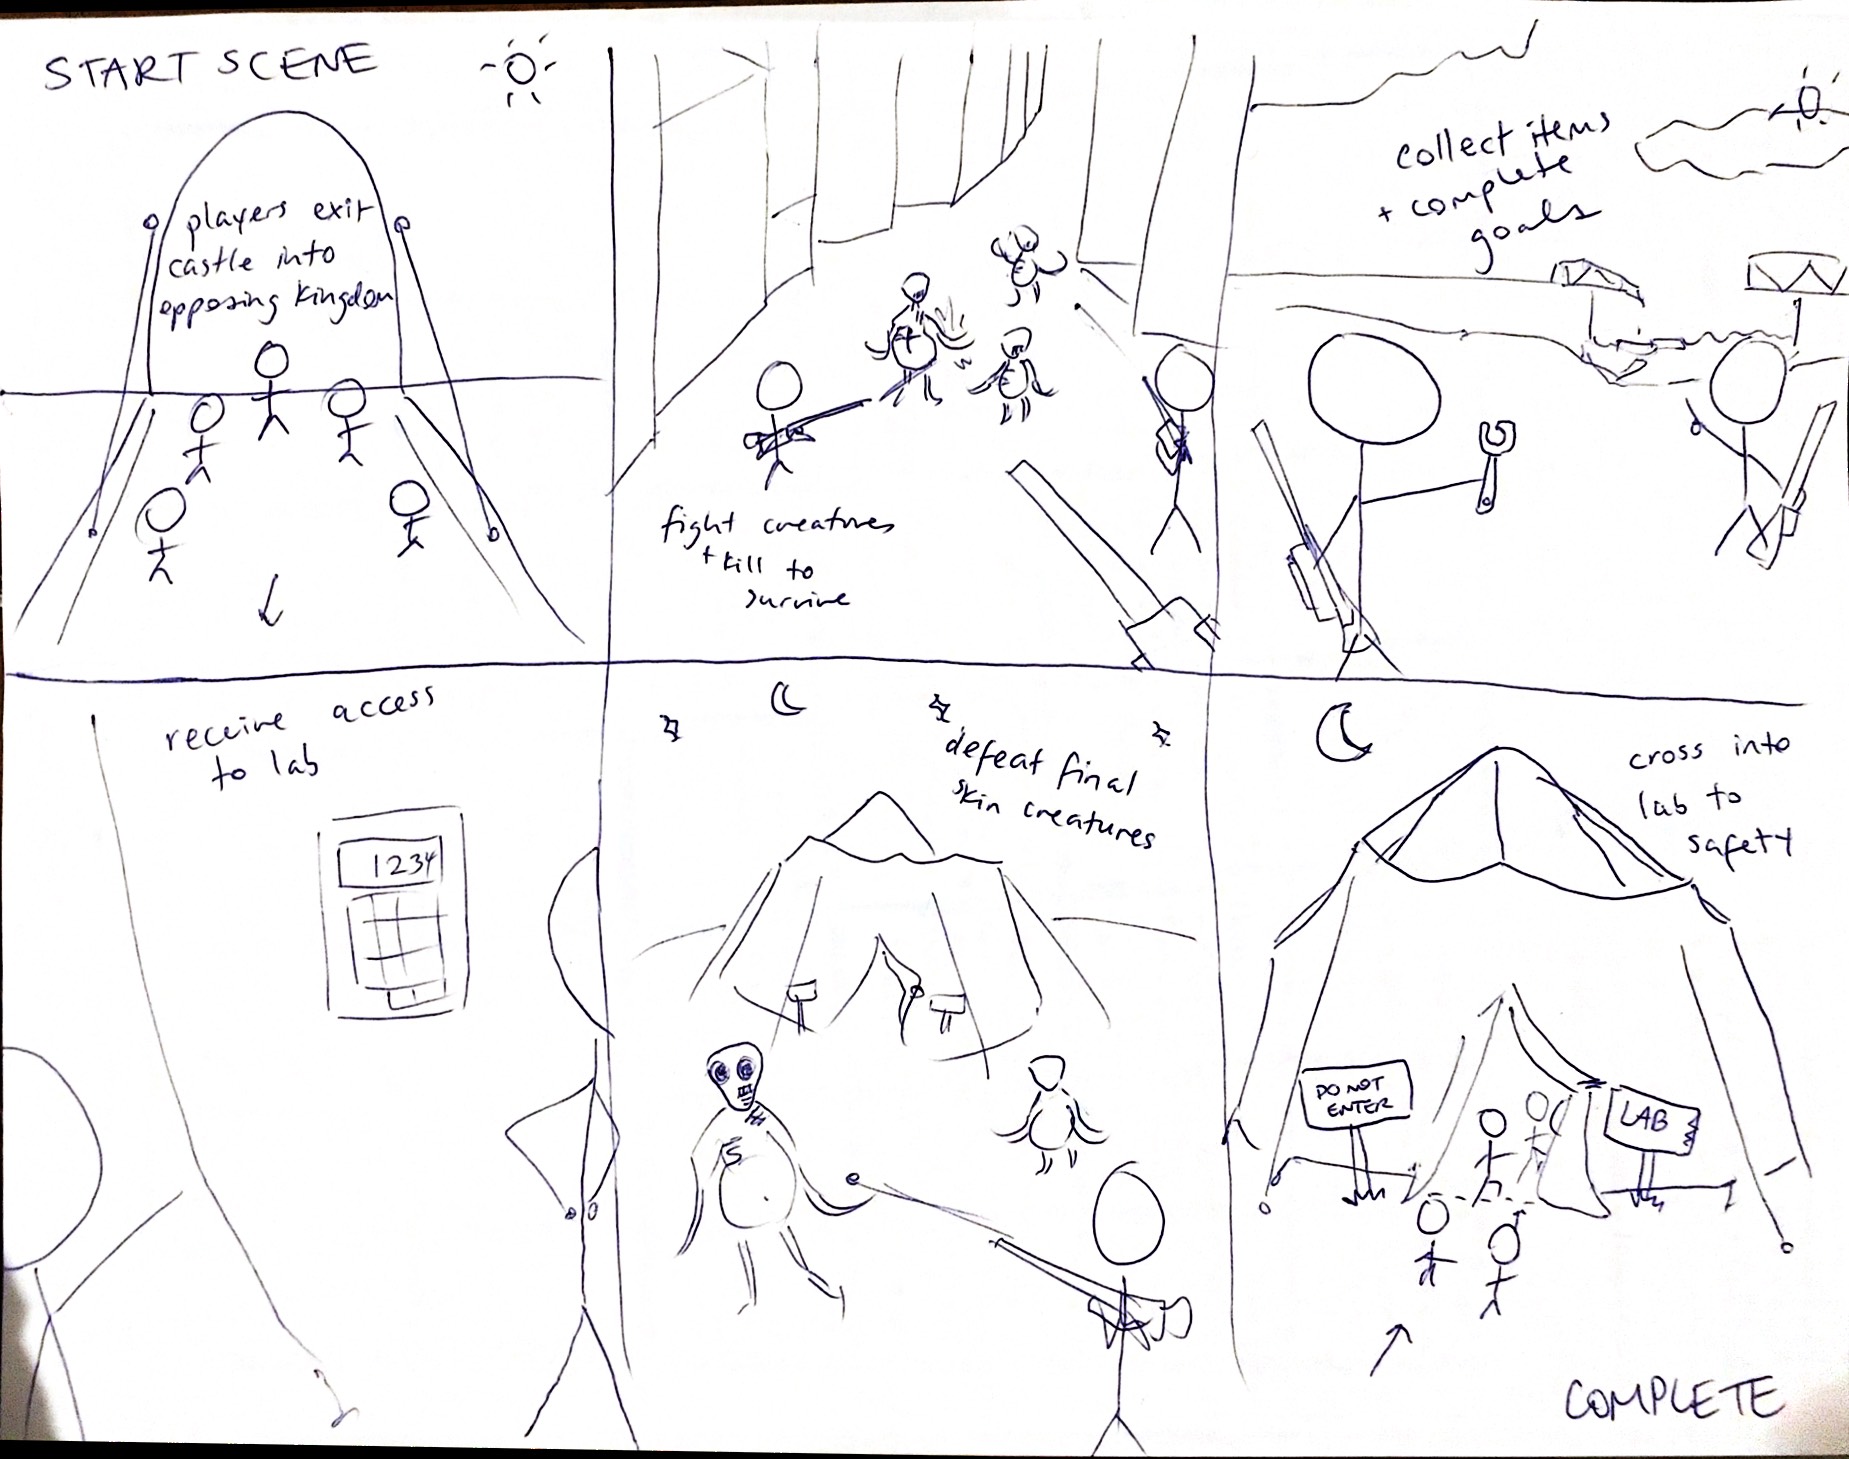 START SCENE
players exit
castle into
opposing kingdom
fight creatures
+ kill to
survive
collect items
+ complete
goals
receive access
to lab
1234
defeat final
skin creatures
S
cross into
lab to
safety
DO NOT
ENTER
LAB
COMPLETE